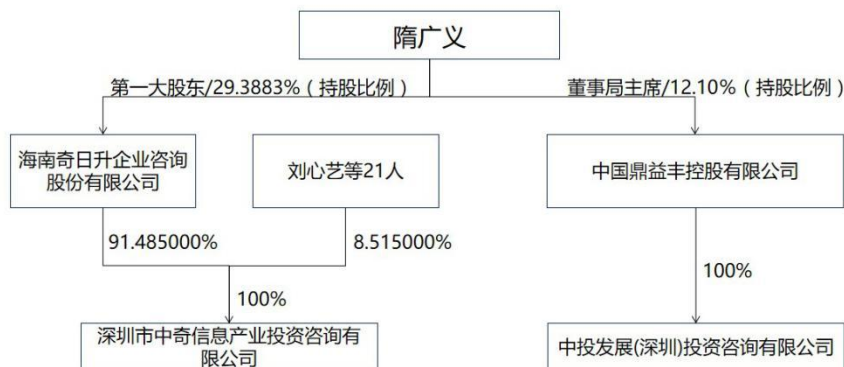 隋广义
第一大股东/29.3883%（持股比例）
董事局主席/12.10%（持股比例）
海南奇日升企业咨询
股份有限公司
刘心艺等21人
中国鼎益丰控股有限公司
91.485000%
8.515000%
100%
100%
深圳市中奇信息产业投资咨询有
限公司
中投发展(深圳)投资咨询有限公司